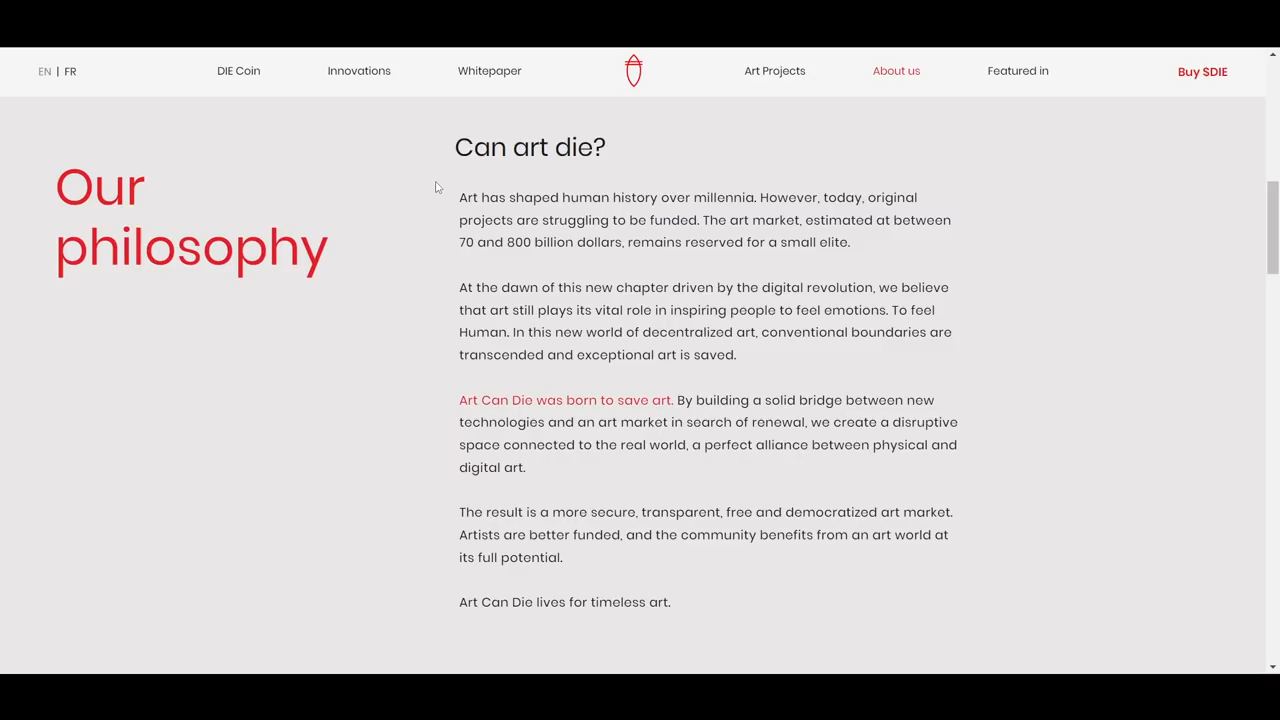 EN | FR DIE Coin Innovations Whitepaper Art Projects About us Featured in Buy $DIE
Our
philosophy
Can art die?
Art has shaped human history over millennia. However, today, original
projects are struggling to be funded. The art market, estimated at between
70 and 800 billion dollars, remains reserved for a small elite.
At the dawn of this new chapter driven by the digital revolution, we believe
that art still plays its vital role in inspiring people to feel emotions. To feel
Human. In this new world of decentralized art, conventional boundaries are
transcended and exceptional art is saved.
Art Can Die was born to save art. By building a solid bridge between new
technologies and an art market in search of renewal, we create a disruptive
space connected to the real world, a perfect alliance between physical and
digital art.
The result is a more secure, transparent, free and democratized art market.
Artists are better funded, and the community benefits from an art world at
its full potential.
Art Can Die lives for timeless art.